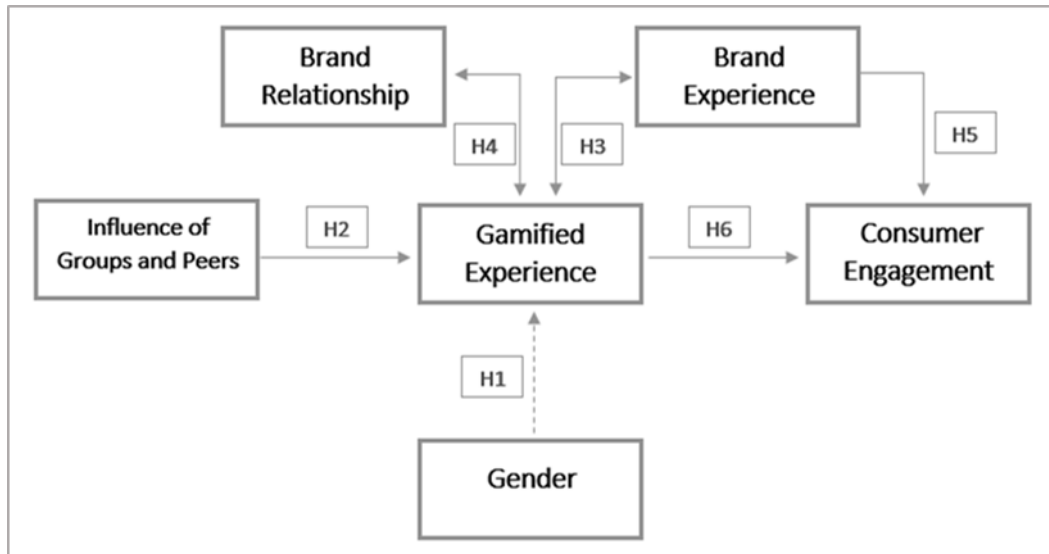 Brand
Relationship
Brand
Experience
H4
H3
H5
Influence of
Groups and Peers
H2
Gamified
Experience
H6
Consumer
Engagement
H1
Gender